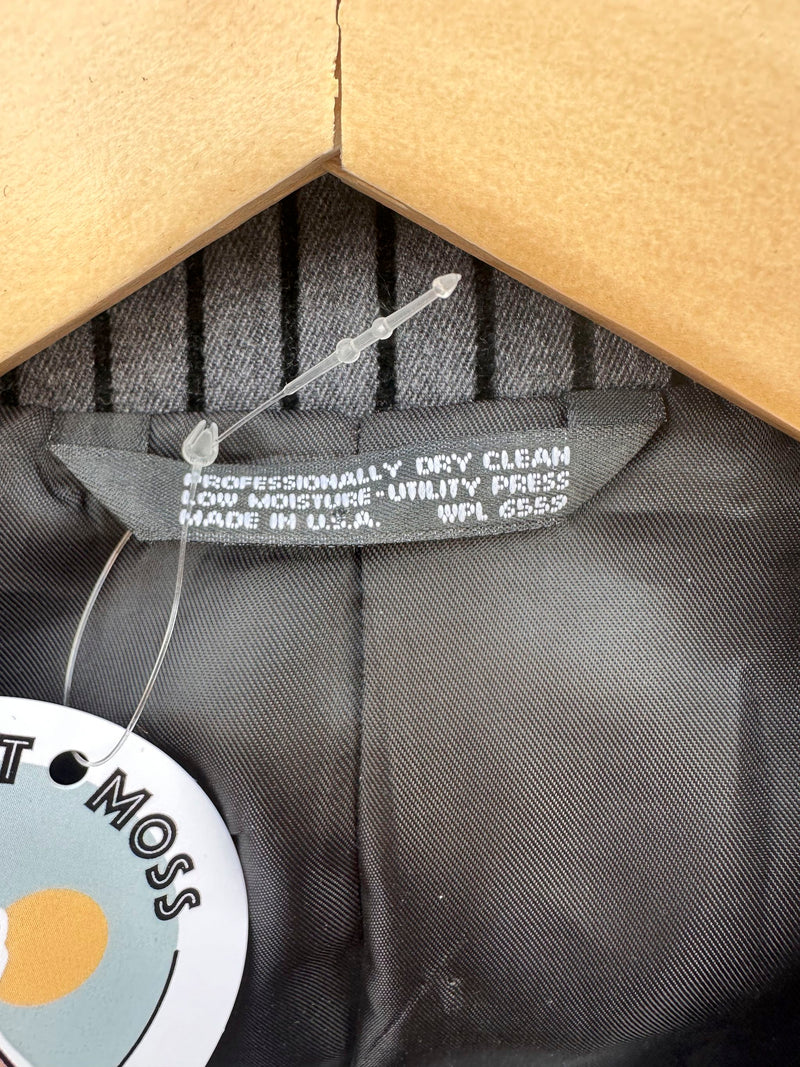 PROFESSIONALLY DRY CLEAN
LOW MOISTURE-UTILITY PRESS
MADE IN U.S.A. WPL 6559
T • MOSS